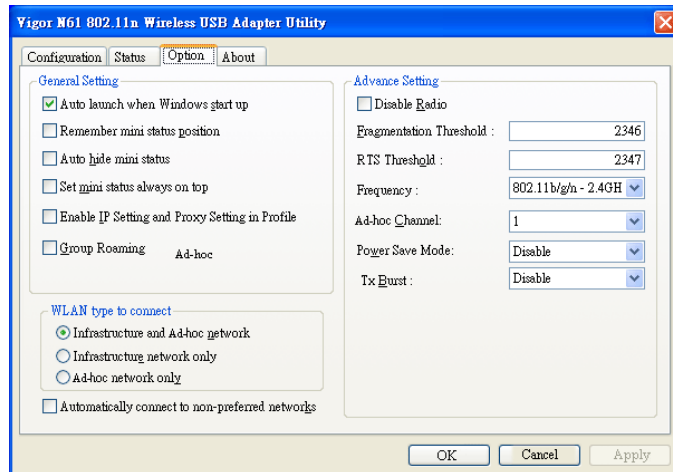 Vigor N61 802.11n Wireless USB Adapter Utility
Configuration Status Option About
General Setting
Auto launch when Windows start up
Remember mini status position
Auto hide mini status
Set mini status always on top
Enable IP Setting and Proxy Setting in Profile
Group Roaming Ad-hoc
WLAN type to connect
Infrastructure and Ad-hoc network
Infrastructure network only
Ad-hoc network only
Automatically connect to non-preferred networks
Advance Setting
Disable Radio
Fragmentation Threshold : 2346
RTS Threshold : 2347
Frequency : 802.11b/g/n - 2.4GH
Ad-hoc Channel: 1
Power Save Mode: Disable
Tx Burst : Disable
OK Cancel Apply